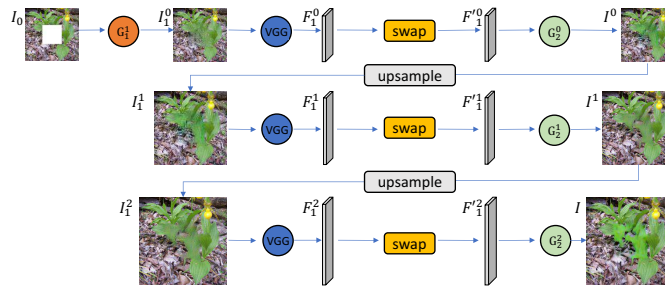 I₀ G₁¹ I₁⁰ VGG F₁⁰ swap F′₁⁰ G₂⁰ I⁰
upsample
I₁¹ VGG F₁¹ swap F′₁¹ G₂¹ I¹
upsample
I₁² VGG F₁² swap F′₁² G₂² I